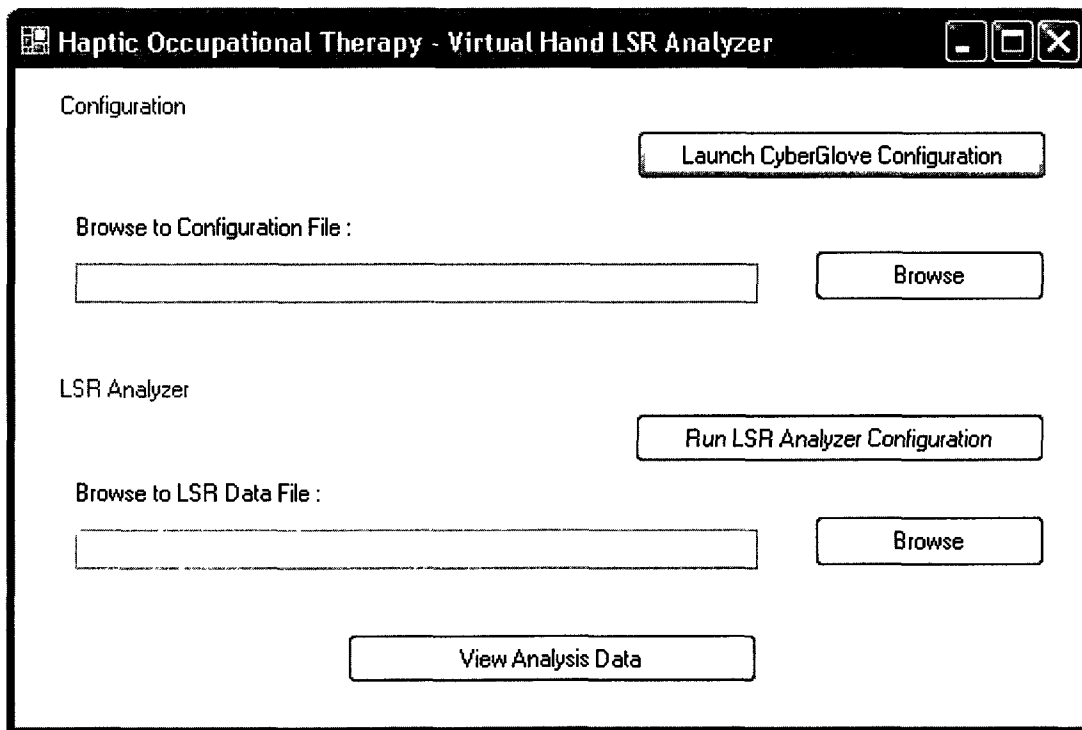 Haptic Occupational Therapy - Virtual Hand LSR Analyzer
Configuration
Launch CyberGlove Configuration
Browse to Configuration File :
Browse
LSR Analyzer
Run LSR Analyzer Configuration
Browse to LSR Data File :
Browse
View Analysis Data